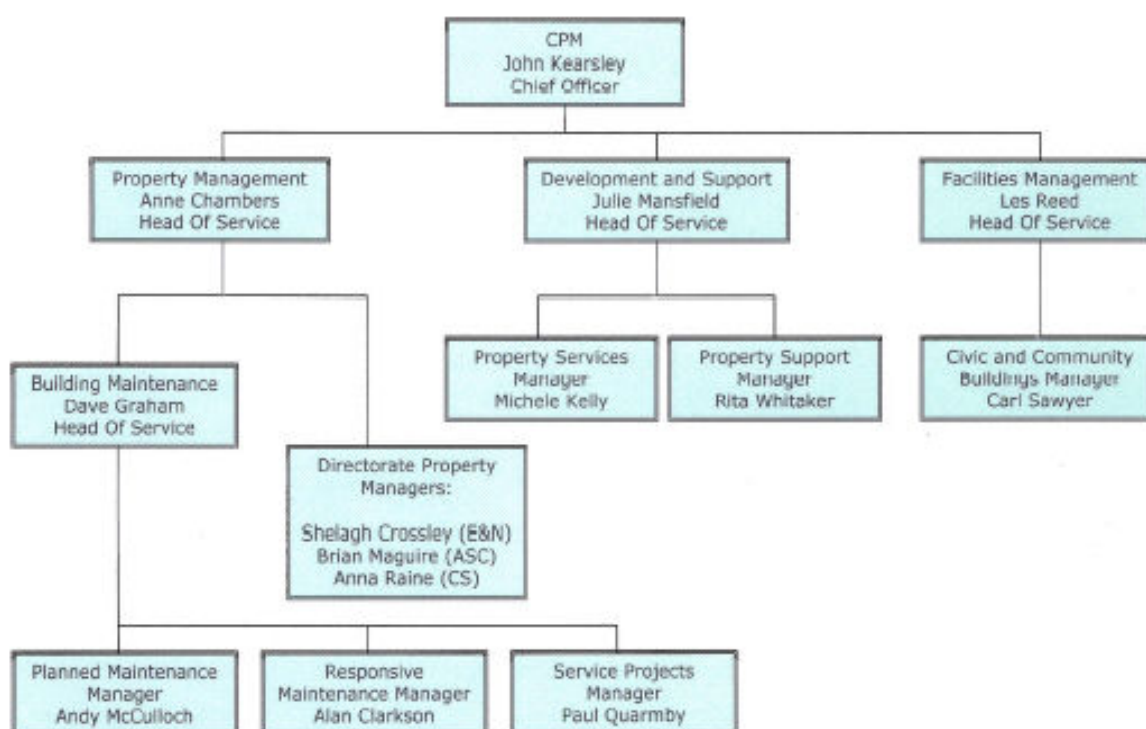 CPM
John Kearsley
Chief Officer
Property Management
Anne Chambers
Head Of Service
Development and Support
Julie Mansfield
Head Of Service
Facilities Management
Les Reed
Head Of Service
Building Maintenance
Dave Graham
Head Of Service
Property Services
Manager
Michele Kelly
Property Support
Manager
Rita Whitaker
Civic and Community
Buildings Manager
Carl Sawyer
Directorate Property
Managers:
Shelagh Crossley (E&N)
Brian Maguire (ASC)
Anna Raine (CS)
Planned Maintenance
Manager
Andy McCulloch
Responsive
Maintenance Manager
Alan Clarkson
Service Projects
Manager
Paul Quarmby